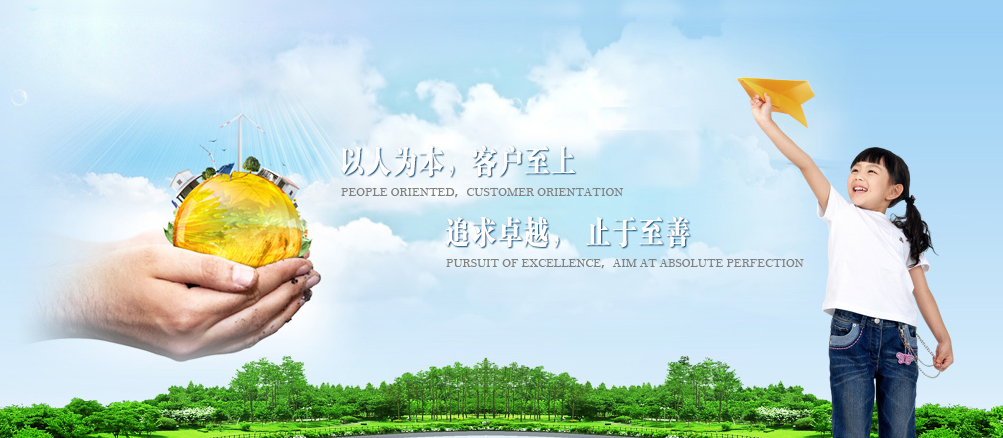 以人为本，客户至上
PEOPLE ORIENTED, CUSTOMER ORIENTATION
追求卓越， 止于至善
PURSUIT OF EXCELLENCE, AIM AT ABSOLUTE PERFECTION